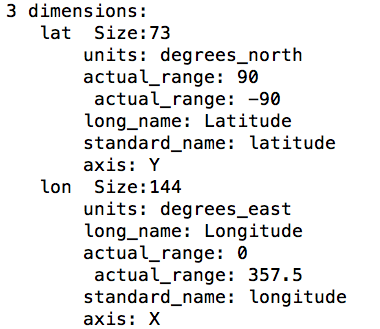 3 dimensions:
lat  Size:73
units: degrees_north
actual_range: 90
actual_range: -90
long_name: Latitude
standard_name: latitude
axis: Y
lon  Size:144
units: degrees_east
long_name: Longitude
actual_range: 0
actual_range: 357.5
standard_name: longitude
axis: X